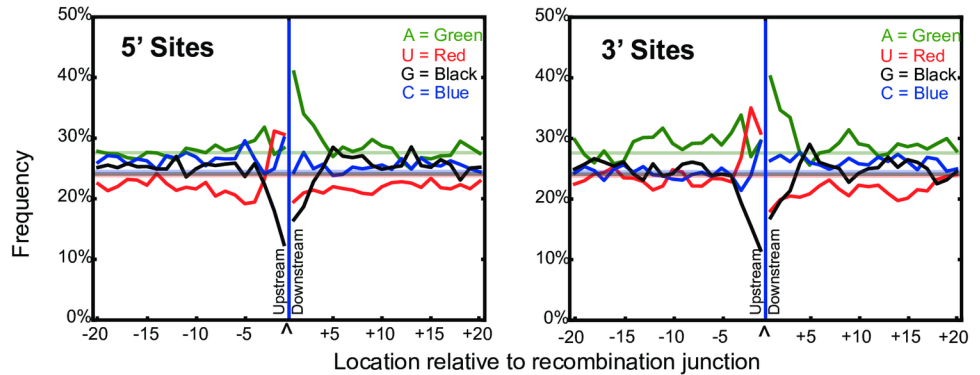 50%
40%
30%
20%
10%
0%
Frequency
5' Sites
A = Green
U = Red
G = Black
C = Blue
Upstream
Downstream
-20 -15 -10 -5 ^ +5 +10 +15 +20
50%
40%
30%
20%
10%
0%
3' Sites
A = Green
U = Red
G = Black
C = Blue
Upstream
Downstream
-20 -15 -10 -5 ^ +5 +10 +15 +20
Location relative to recombination junction